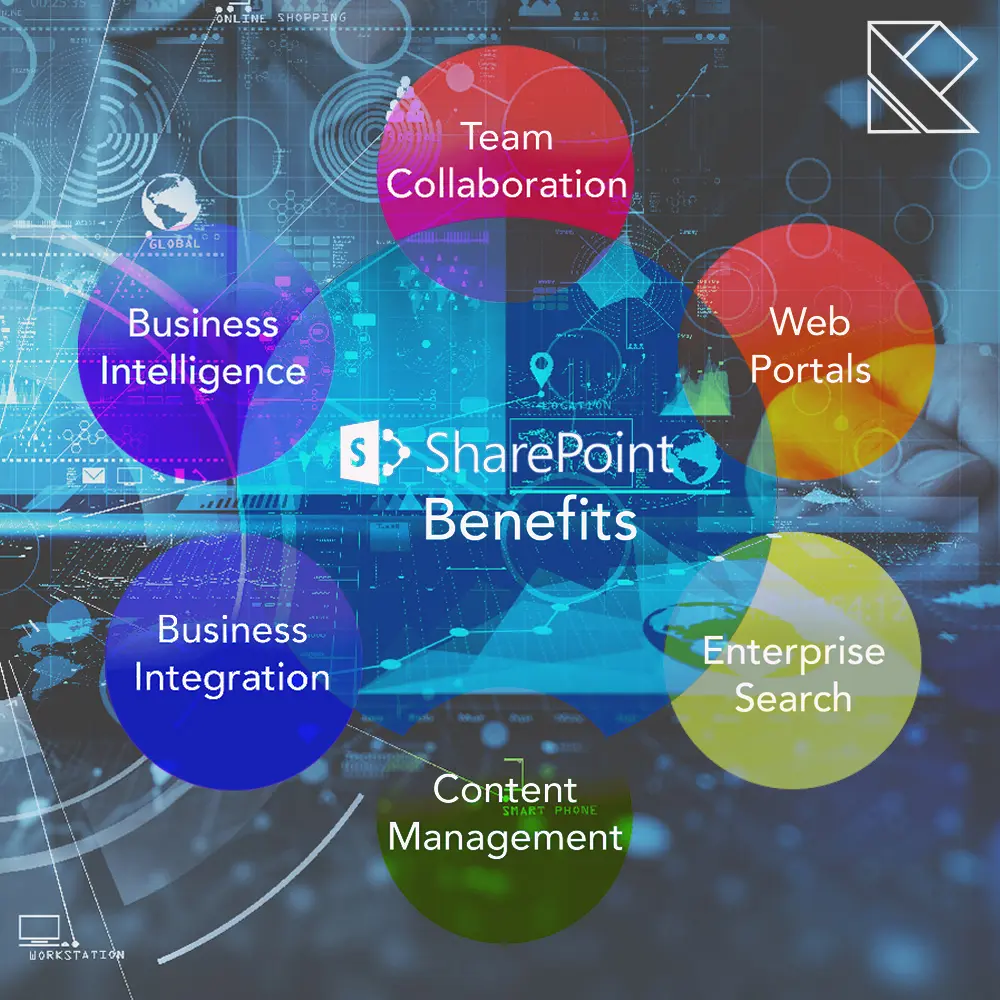 ONLINE SHOPPING
Team
Collaboration
GLOBAL
Business
Intelligence
Web
Portals
LOCATION
S SharePoint
Benefits
Business
Integration
Enterprise
Search
Content
SMART PHONE
Management
WORKSTATION